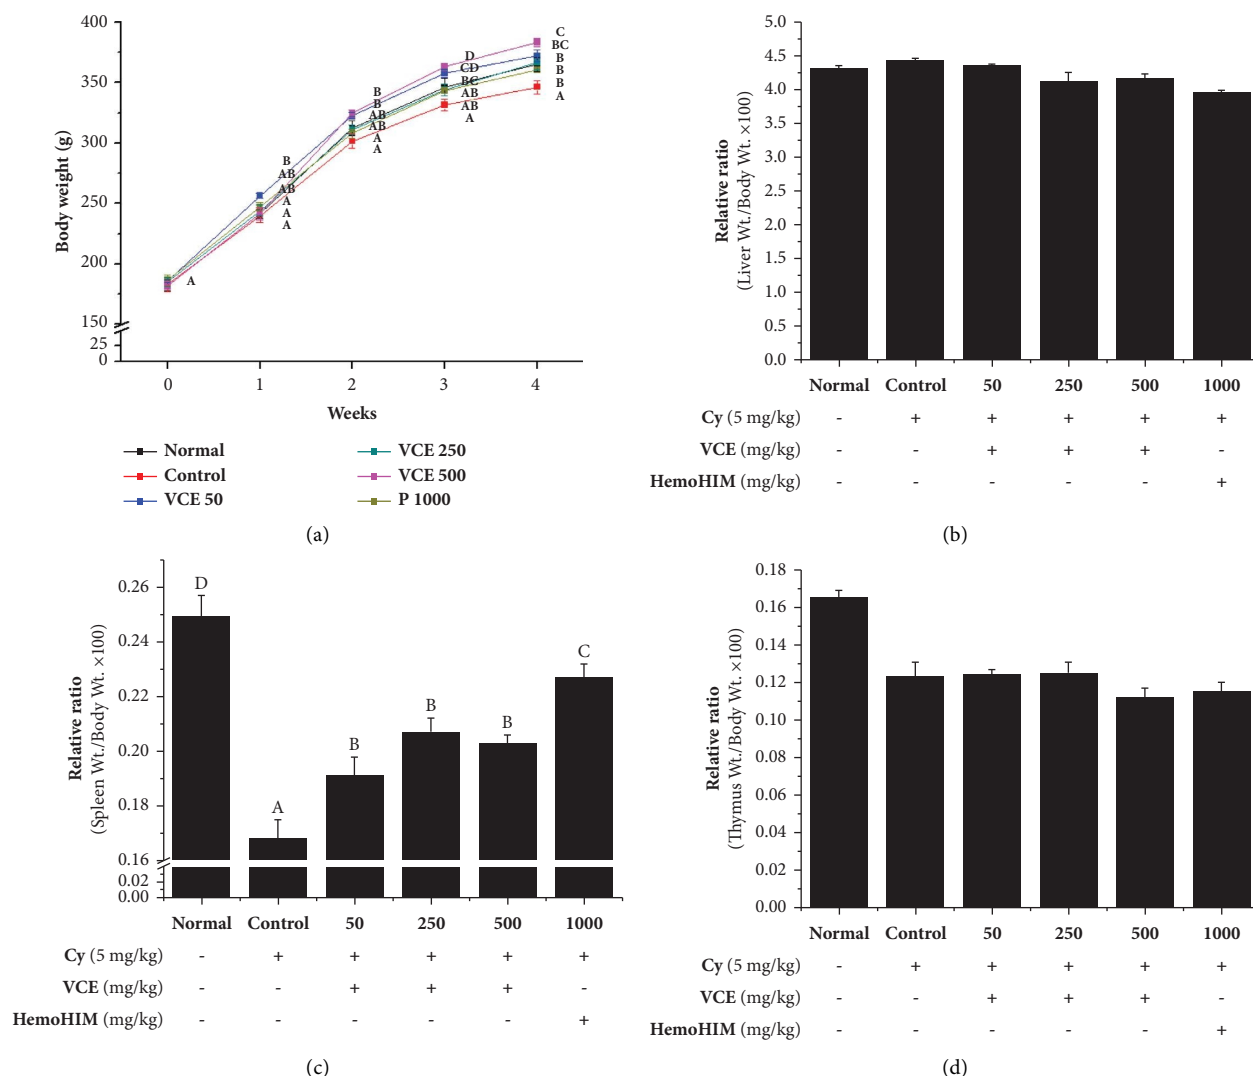 400
350
300
250
200
150
25
0
Body weight (g)
A
B
AB
AB
A
A
A
B
B
AB
AB
A
A
D
CD
BC
AB
AB
A
C
BC
B
B
B
A
0 1 2 3 4
Weeks
Normal VCE 250
Control VCE 500
VCE 50 P 1000
(a)
5.0
4.5
4.0
3.5
3.0
2.5
2.0
1.5
1.0
0.5
0.0
Relative ratio
(Liver Wt./Body Wt. ×100)
Normal Control 50 250 500 1000
Cy (5 mg/kg) - + + + + +
VCE (mg/kg) - - + + + -
HemoHIM (mg/kg) - - - - - +
(b)
0.26
0.24
0.22
0.20
0.18
0.16
0.02
0.00
Relative ratio
(Spleen Wt./Body Wt. ×100)
D A B B B C
Normal Control 50 250 500 1000
Cy (5 mg/kg) - + + + + +
VCE (mg/kg) - - + + + -
HemoHIM (mg/kg) - - - - - +
(c)
0.18
0.16
0.14
0.12
0.10
0.08
0.06
0.04
0.02
0.00
Relative ratio
(Thymus Wt./Body Wt. ×100)
Normal Control 50 250 500 1000
Cy (5 mg/kg) - + + + + +
VCE (mg/kg) - - + + + -
HemoHIM (mg/kg) - - - - - +
(d)